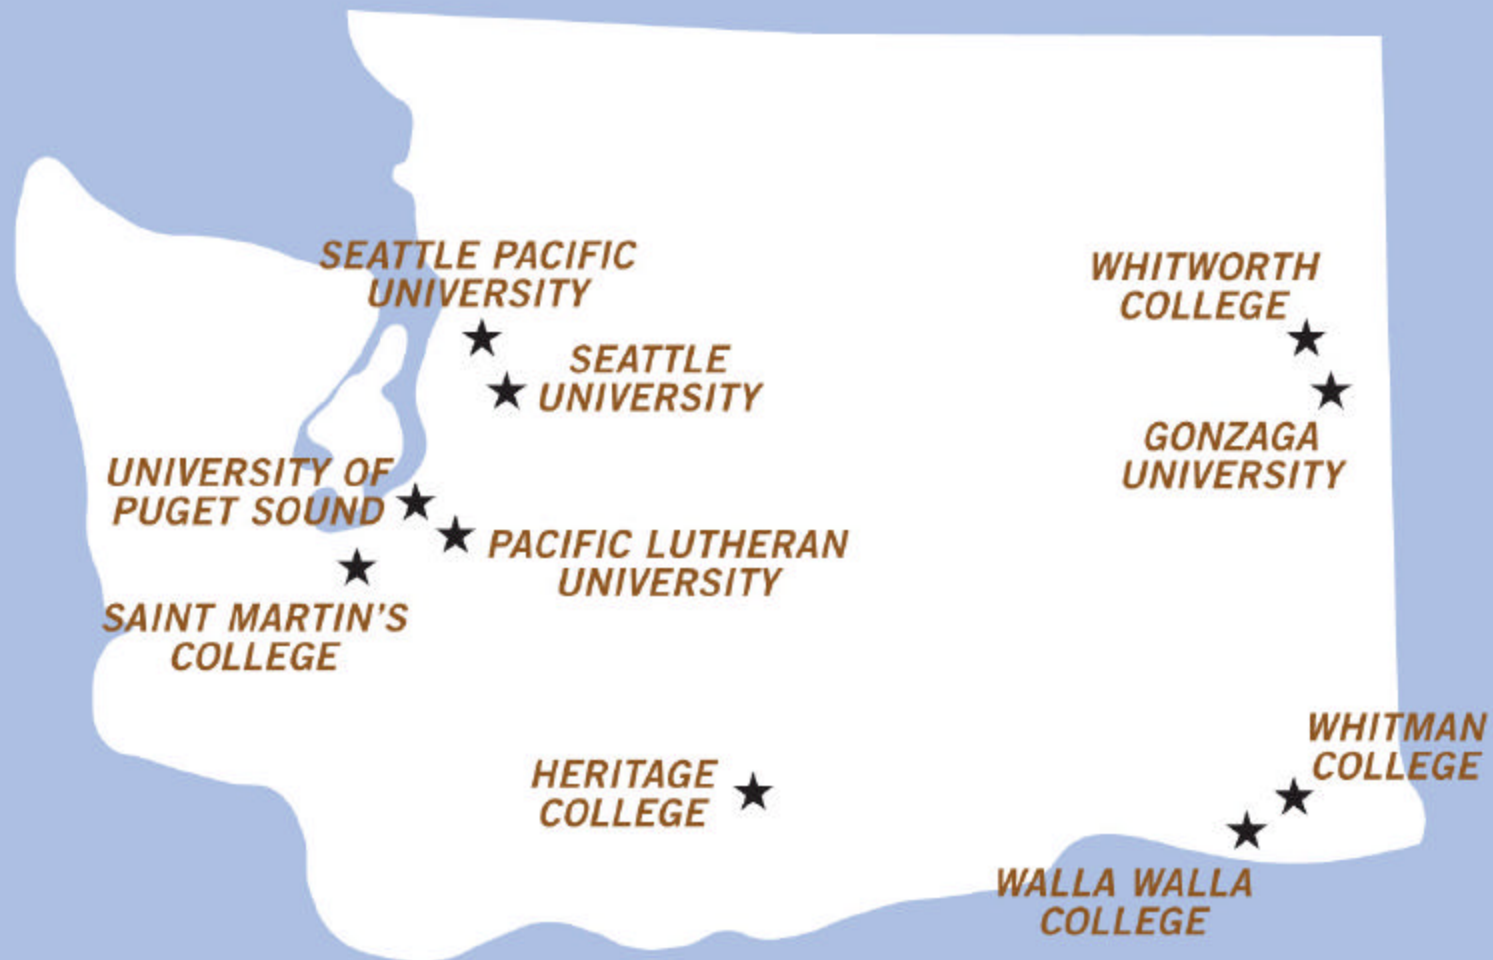 SEATTLE PACIFIC
UNIVERSITY
WHITWORTH
COLLEGE
SEATTLE
UNIVERSITY
GONZAGA
UNIVERSITY
UNIVERSITY OF
PUGET SOUND
PACIFIC LUTHERAN
UNIVERSITY
SAINT MARTIN’S
COLLEGE
WHITMAN
COLLEGE
HERITAGE
COLLEGE
WALLA WALLA
COLLEGE